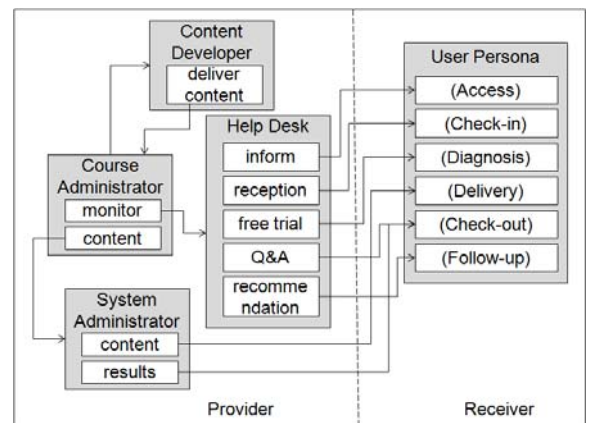 Content
Developer
deliver
content
Course
Administrator
monitor
content
System
Administrator
content
results
Help Desk
inform
reception
free trial
Q&A
recomme
ndation
User Persona
(Access)
(Check-in)
(Diagnosis)
(Delivery)
(Check-out)
(Follow-up)
Provider
Receiver